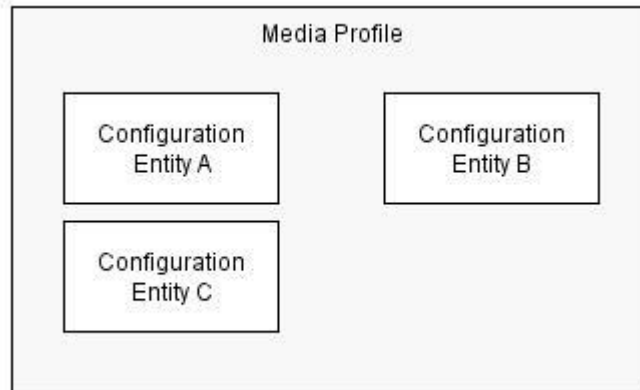 Media Profile
Configuration
Entity A
Configuration
Entity B
Configuration
Entity C